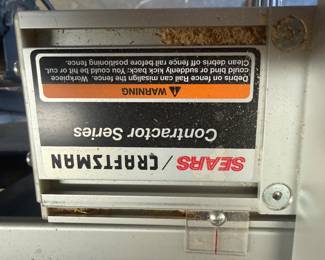 SEARS / CRAFTSMAN
Contractor Series
WARNING
Debris on Fence Rail can misalign the fence. Workpiece
could bind or suddenly kick back: You could be hit or cut.
Clean debris off fence rail before positioning fence.